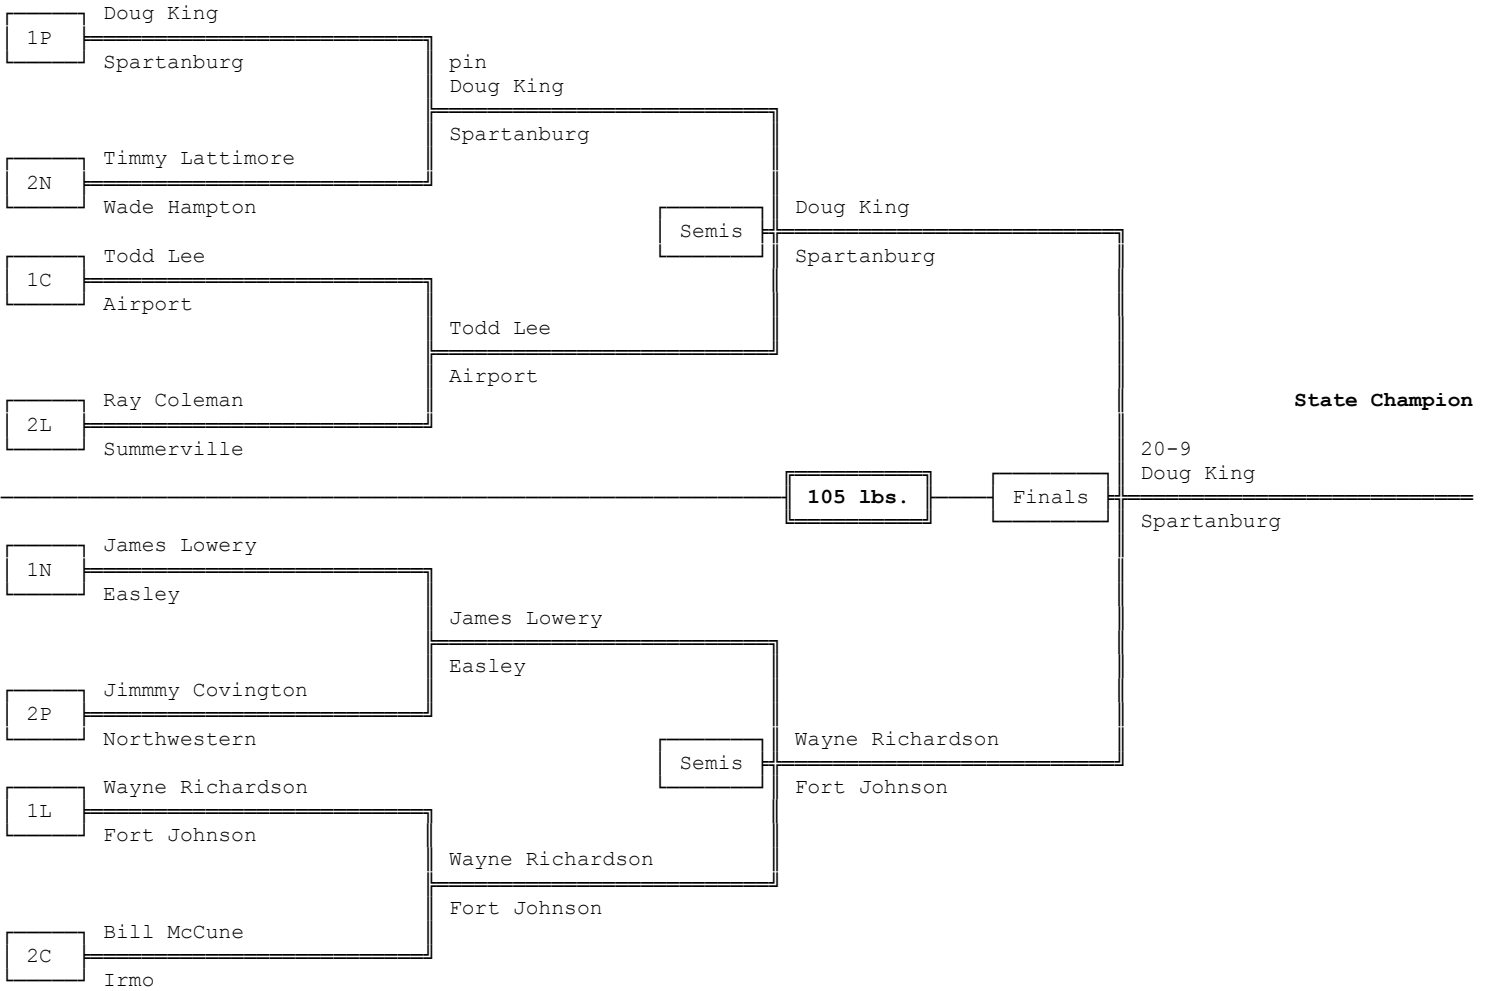 Doug King
1P
Spartanburg
pin
Doug King
Spartanburg
Timmy Lattimore
2N
Wade Hampton
Doug King
Semis
Spartanburg
Todd Lee
1C
Airport
Todd Lee
Airport
Ray Coleman
State Champion
2L
Summerville
20-9
Doug King
105 lbs.
Finals
Spartanburg
James Lowery
1N
Easley
James Lowery
Easley
Jimmmy Covington
2P
Northwestern
Wayne Richardson
Semis
Fort Johnson
Wayne Richardson
1L
Fort Johnson
Wayne Richardson
Fort Johnson
Bill McCune
2C
Irmo